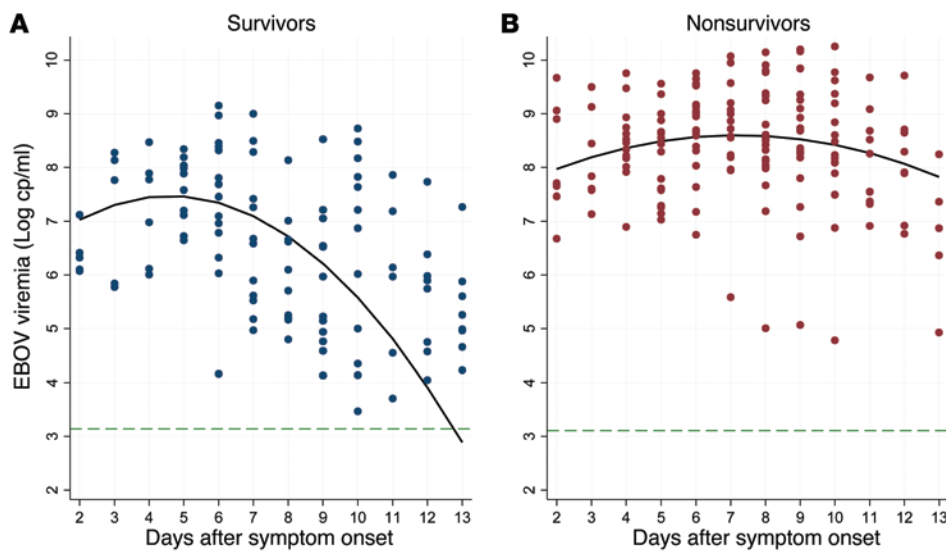 A Survivors
B Nonsurvivors
EBOV viremia (Log cp/ml)
10
9
8
7
6
5
4
3
2
2 3 4 5 6 7 8 9 10 11 12 13
Days after symptom onset
10
9
8
7
6
5
4
3
2
2 3 4 5 6 7 8 9 10 11 12 13
Days after symptom onset